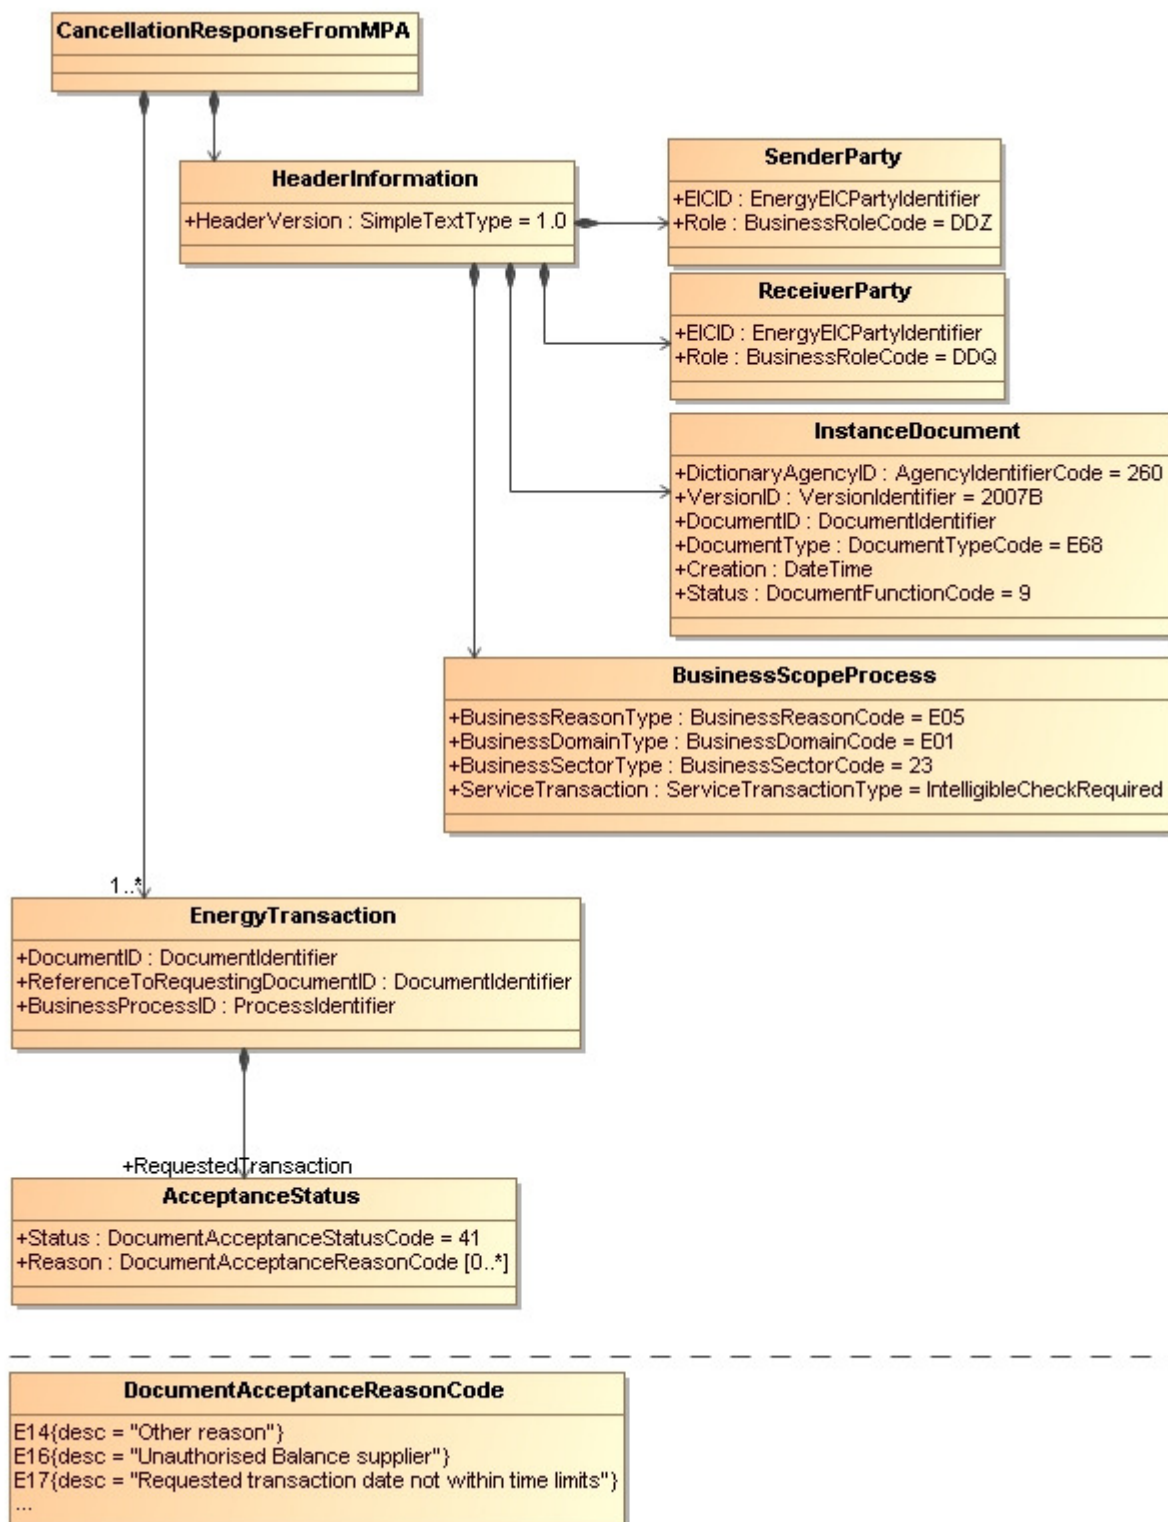 CancellationResponseFromMPA
HeaderInformation
+HeaderVersion : SimpleTextType = 1.0
SenderParty
+EICID : EnergyEICPartyIdentifier
+Role : BusinessRoleCode = DDZ
ReceiverParty
+EICID : EnergyEICPartyIdentifier
+Role : BusinessRoleCode = DDQ
InstanceDocument
+DictionaryAgencyID : AgencyIdentifierCode = 260
+VersionID : VersionIdentifier = 2007B
+DocumentID : DocumentIdentifier
+DocumentType : DocumentTypeCode = E68
+Creation : DateTime
+Status : DocumentFunctionCode = 9
BusinessScopeProcess
+BusinessReasonType : BusinessReasonCode = E05
+BusinessDomainType : BusinessDomainCode = E01
+BusinessSectorType : BusinessSectorCode = 23
+ServiceTransaction : ServiceTransactionType = IntelligibleCheckRequired
1..*
EnergyTransaction
+DocumentID : DocumentIdentifier
+ReferenceToRequestingDocumentID : DocumentIdentifier
+BusinessProcessID : ProcessIdentifier
+RequestedTransaction
AcceptanceStatus
+Status : DocumentAcceptanceStatusCode = 41
+Reason : DocumentAcceptanceReasonCode [0..*]
DocumentAcceptanceReasonCode
E14{desc = "Other reason"}
E16{desc = "Unauthorised Balance supplier"}
E17{desc = "Requested transaction date not within time limits"}
...